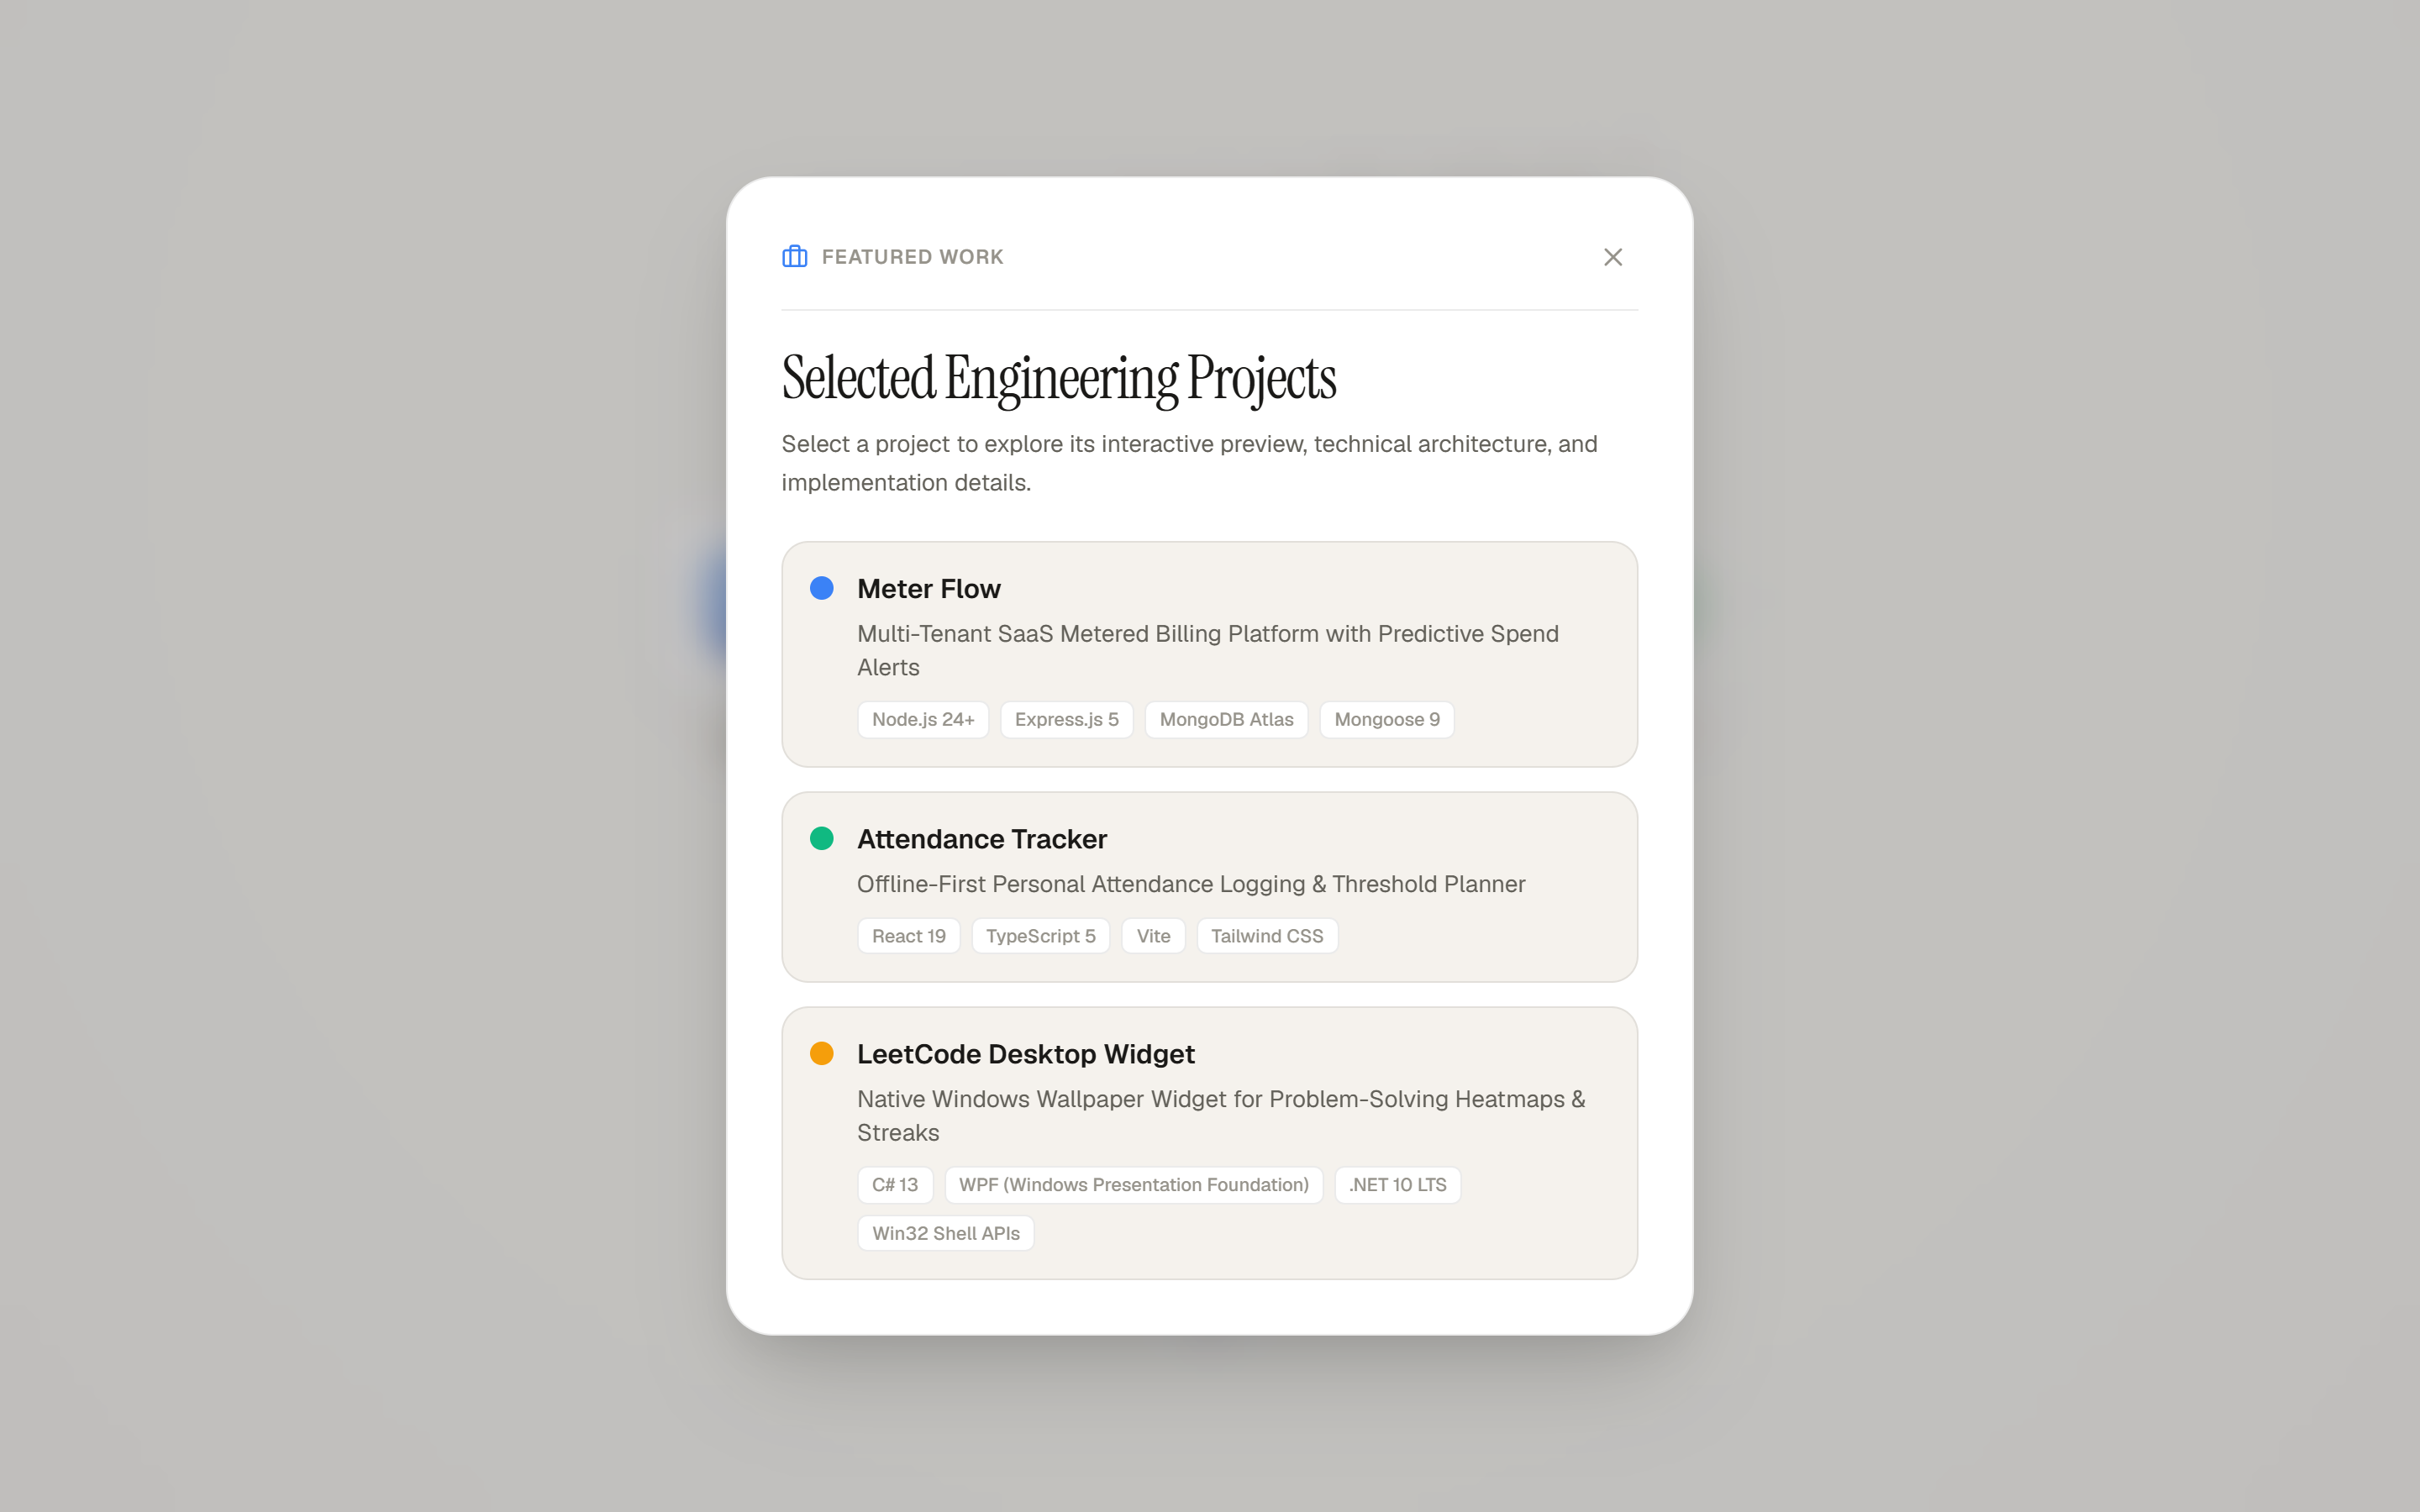 FEATURED WORK
Selected Engineering Projects
Select a project to explore its interactive preview, technical architecture, and
implementation details.
Meter Flow
Multi-Tenant SaaS Metered Billing Platform with Predictive Spend
Alerts
Node.js 24+ Express.js 5 MongoDB Atlas Mongoose 9
Attendance Tracker
Offline-First Personal Attendance Logging & Threshold Planner
React 19 TypeScript 5 Vite Tailwind CSS
LeetCode Desktop Widget
Native Windows Wallpaper Widget for Problem-Solving Heatmaps &
Streaks
C# 13 WPF (Windows Presentation Foundation) .NET 10 LTS
Win32 Shell APIs